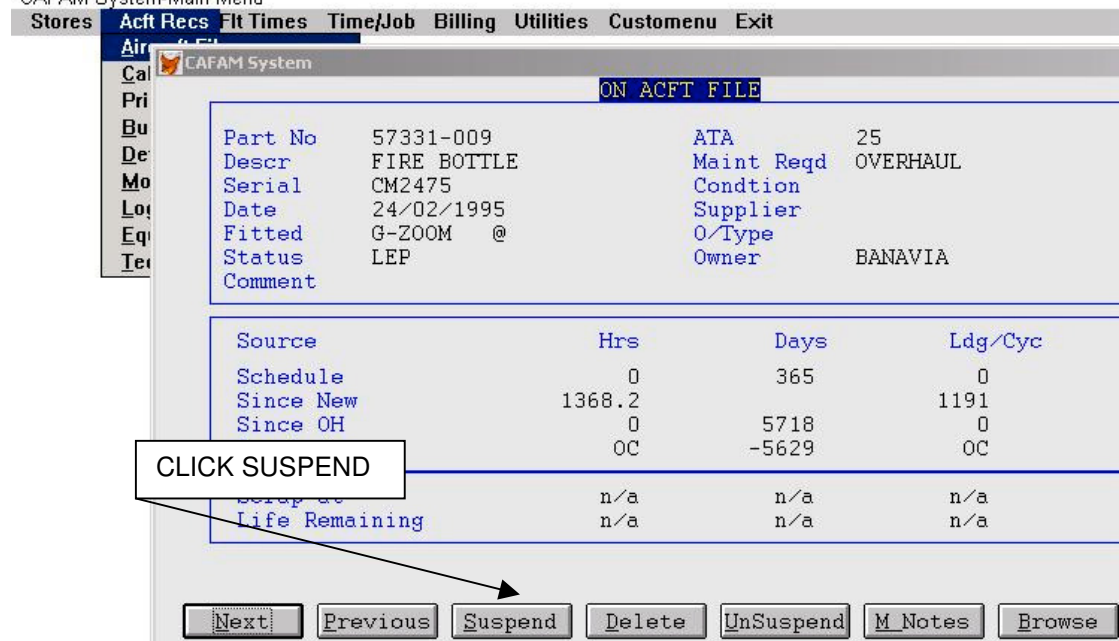 CAFAM System-Main Menu
Stores Acft Recs Flt Times Time/Job Billing Utilities Customenu Exit
CAFAM System
Pri
Bu
Mo
ON ACFT FILE
Part No 57331-009 ATA 25
Descr FIRE BOTTLE Maint Reqd OVERHAUL
Serial CM2475 Condtion
Date 24/02/1995 Supplier
Fitted G-ZOOM @ O/Type
Status LEP Owner BANAVIA
Comment
Source Hrs Days Ldg/Cyc
Schedule 0 365 0
Since New 1368.2 1191
Since OH 0 5718 0
OC -5629 OC
CLICK SUSPEND
n/a n/a n/a
Life Remaining n/a n/a n/a
Next Previous Suspend Delete UnSuspend M Notes Browse